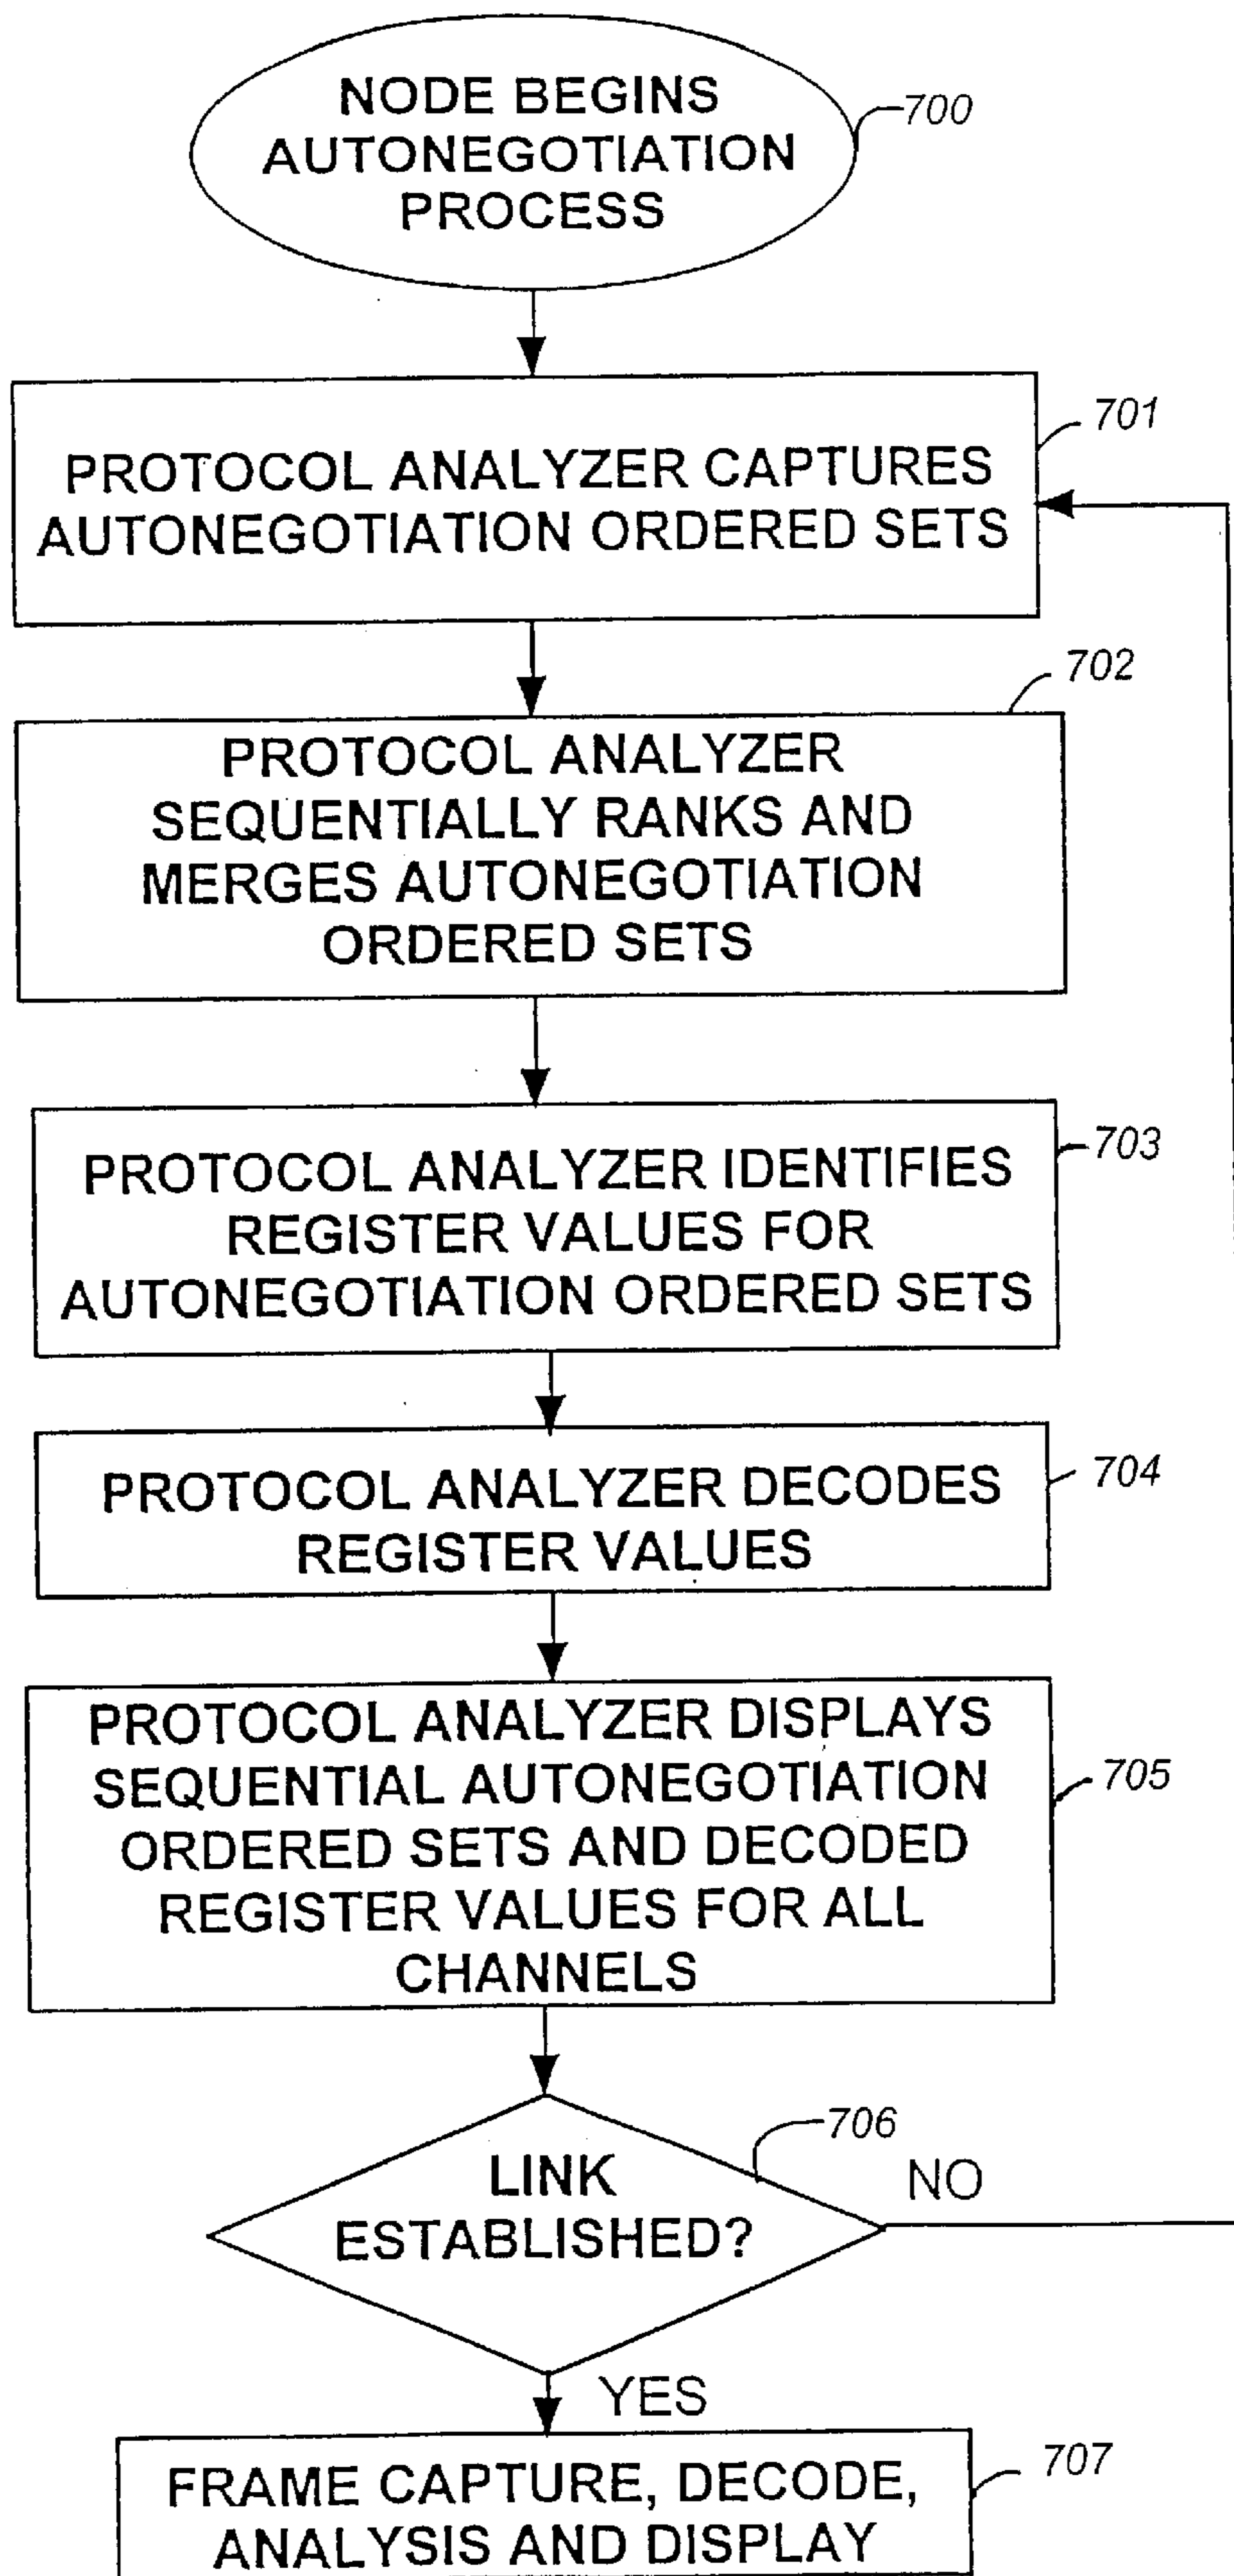 NODE BEGINS
AUTONEGOTIATION
PROCESS
700
701
PROTOCOL ANALYZER CAPTURES
AUTONEGOTIATION ORDERED SETS
702
PROTOCOL ANALYZER
SEQUENTIALLY RANKS AND
MERGES AUTONEGOTIATION
ORDERED SETS
703
PROTOCOL ANALYZER IDENTIFIES
REGISTER VALUES FOR
AUTONEGOTIATION ORDERED SETS
704
PROTOCOL ANALYZER DECODES
REGISTER VALUES
PROTOCOL ANALYZER DISPLAYS
SEQUENTIAL AUTONEGOTIATION
ORDERED SETS AND DECODED
REGISTER VALUES FOR ALL
CHANNELS
705
706
LINK
ESTABLISHED?
NO
YES
707
FRAME CAPTURE, DECODE,
ANALYSIS AND DISPLAY